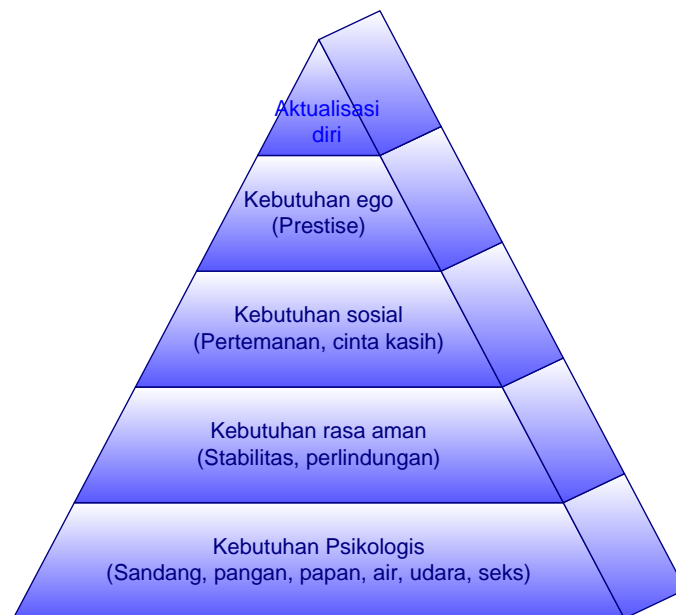 Aktualisasi
diri
Kebutuhan ego
(Prestise)
Kebutuhan sosial
(Pertemanan, cinta kasih)
Kebutuhan rasa aman
(Stabilitas, perlindungan)
Kebutuhan Psikologis
(Sandang, pangan, papan, air, udara, seks)